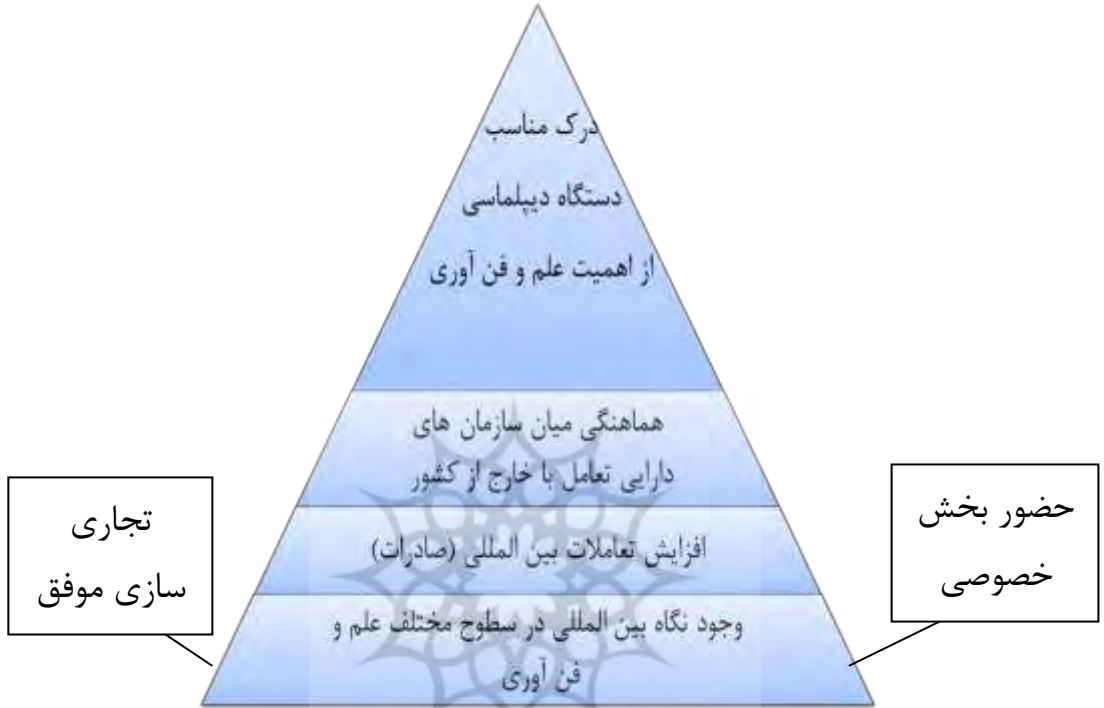 درک مناسب
دستگاه دیپلماسی
از اهمیت علم و فن آوری
هماهنگی میان سازمان های
دارایی تعامل با خارج از کشور
افزایش تعاملات بین المللی (صادرات)
وجود نگاه بین المللی در سطوح مختلف علم و
فن آوری
حضور بخش
خصوصی
تجاری
سازی موفق